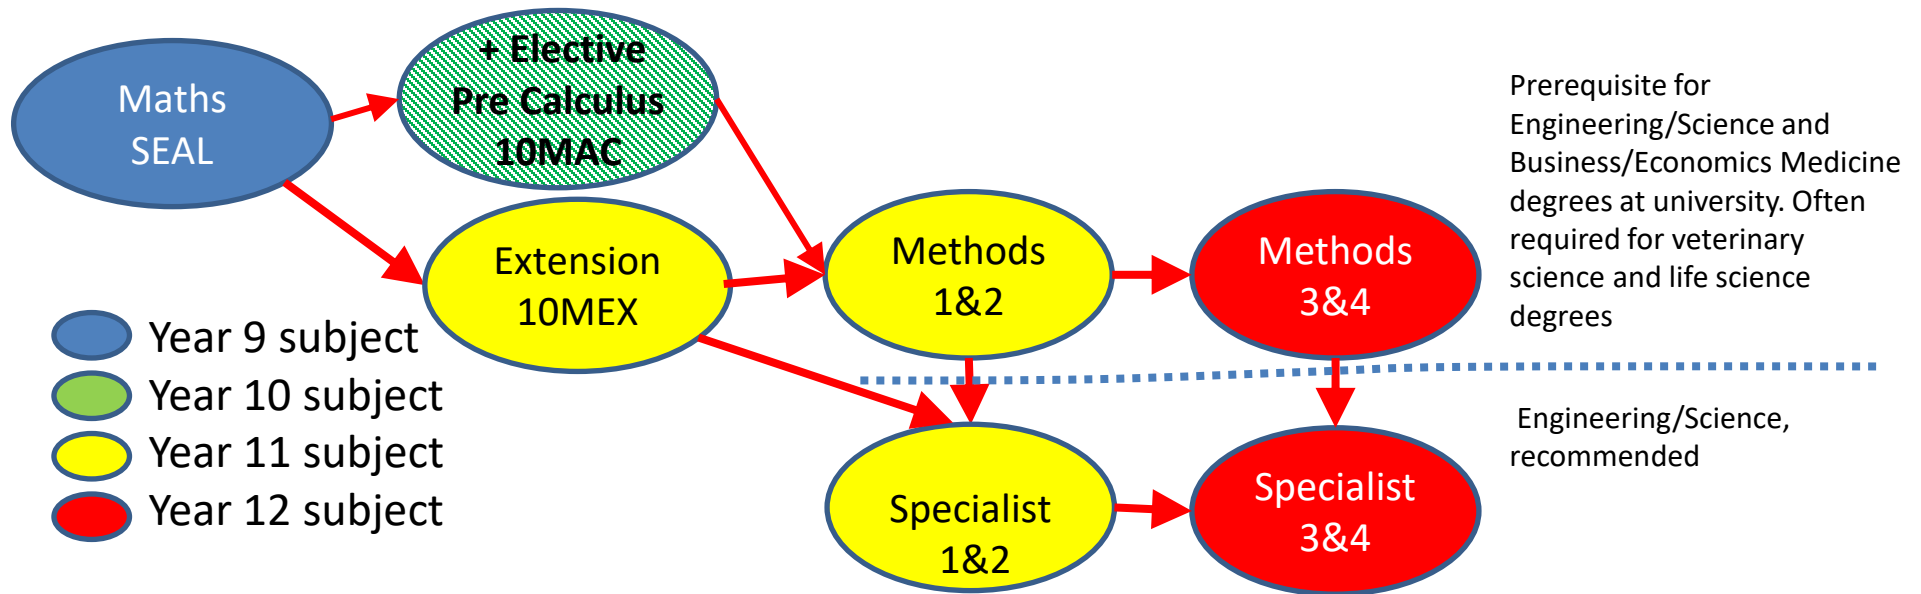 Maths
SEAL
+ Elective
Pre Calculus
10MAC
Extension
10MEX
Methods
1&2
Methods
3&4
Prerequisite for
Engineering/Science and
Business/Economics Medicine
degrees at university. Often
required for veterinary
science and life science
degrees
Year 9 subject
Year 10 subject
Year 11 subject
Year 12 subject
Specialist
1&2
Specialist
3&4
Engineering/Science,
recommended